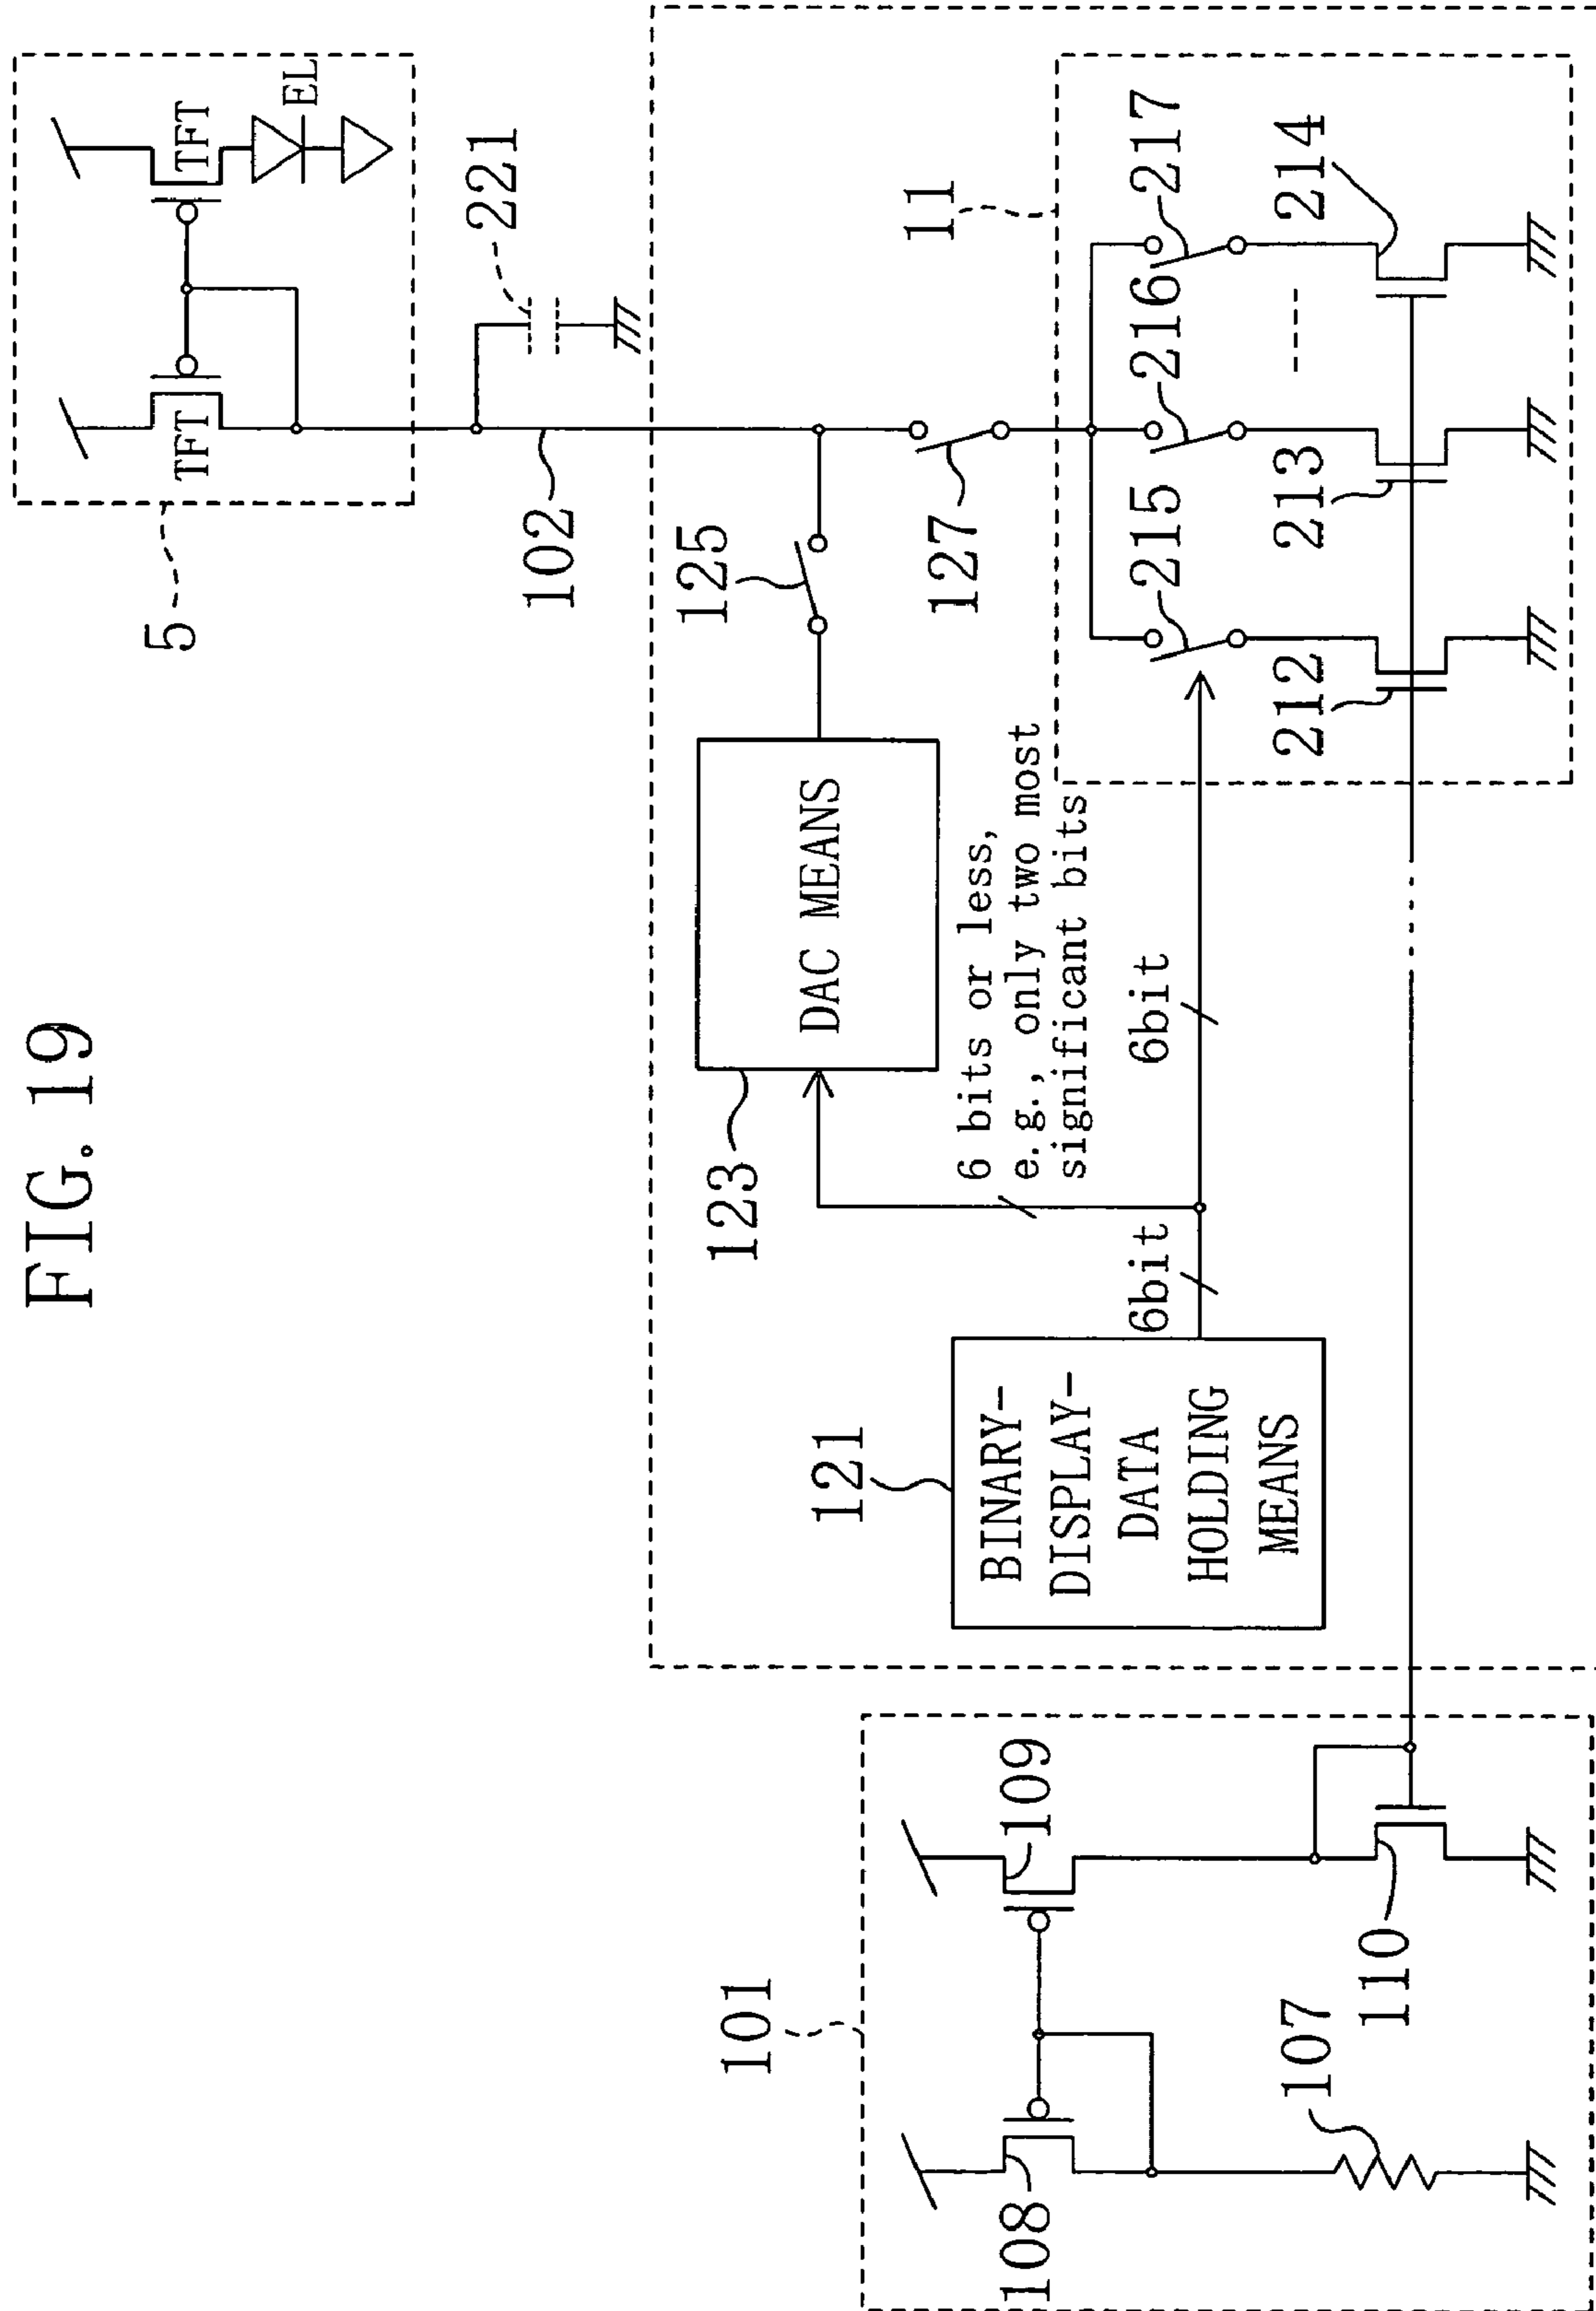 FIG. 19
5
TFT
TFT
EL
221
102
11
125
127
123
DAC MEANS
6 bits or less,
e.g., only two most
significant bits
215
216
217
212
213
214
121
BINARY-
DISPLAY-
DATA
HOLDING
MEANS
6bit
6bit
101
108
109
107
110